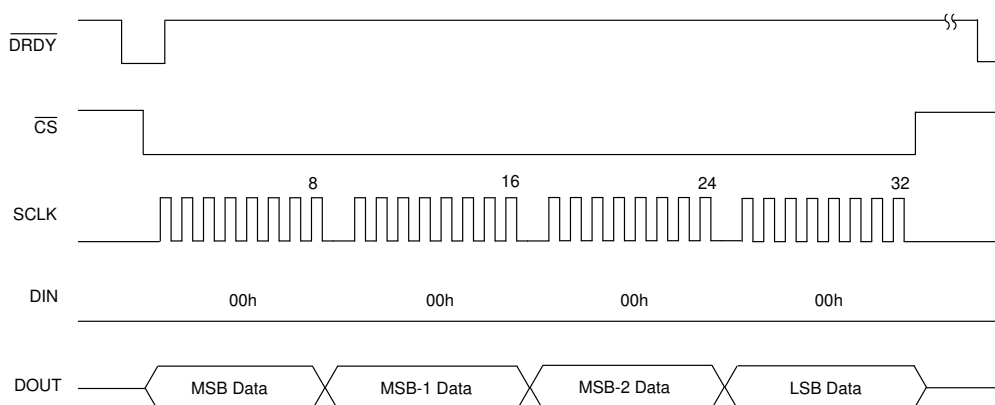 DRDY
CS
8 16 24 32
SCLK
DIN 00h 00h 00h 00h
DOUT MSB Data MSB-1 Data MSB-2 Data LSB Data